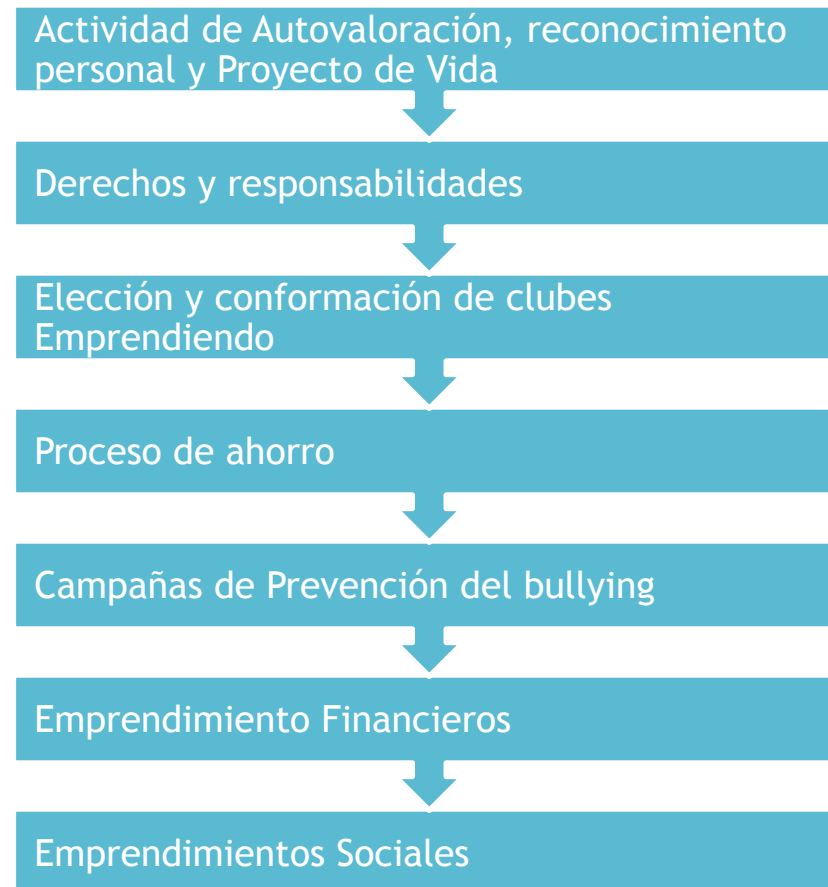 Actividad de Autovaloración, reconocimiento
personal y Proyecto de Vida
Derechos y responsabilidades
Elección y conformación de clubes
Emprendiendo
Proceso de ahorro
Campañas de Prevención del bullying
Emprendimiento Financieros
Emprendimientos Sociales